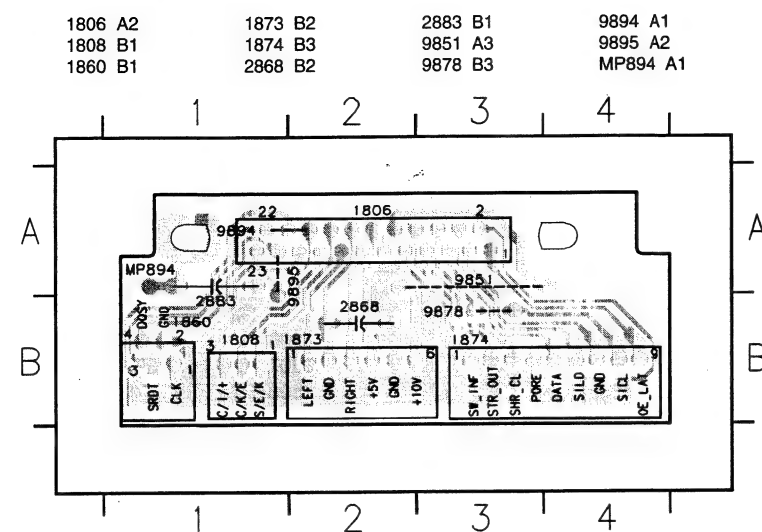 1806 A2 1873 B2 2883 B1 9894 A1
1808 B1 1874 B3 9851 A3 9895 A2
1860 B1 2868 B2 9878 B3 MP894 A1
1 2 3 4
A A
22 1806 2
9894
MP894 23 9895 9851
2883 2868 9878
DOSY GND
4 1860 2 1808 1873 1874
3 1 6 1 9
B B
SRDT CLK C/I/+ C/K/E S/E/K LEFT GND RIGHT +5V GND +10V SW_INF STR_OUT SHR_CL PORE DATA SILD GND SICL OE_LAT
1 2 3 4